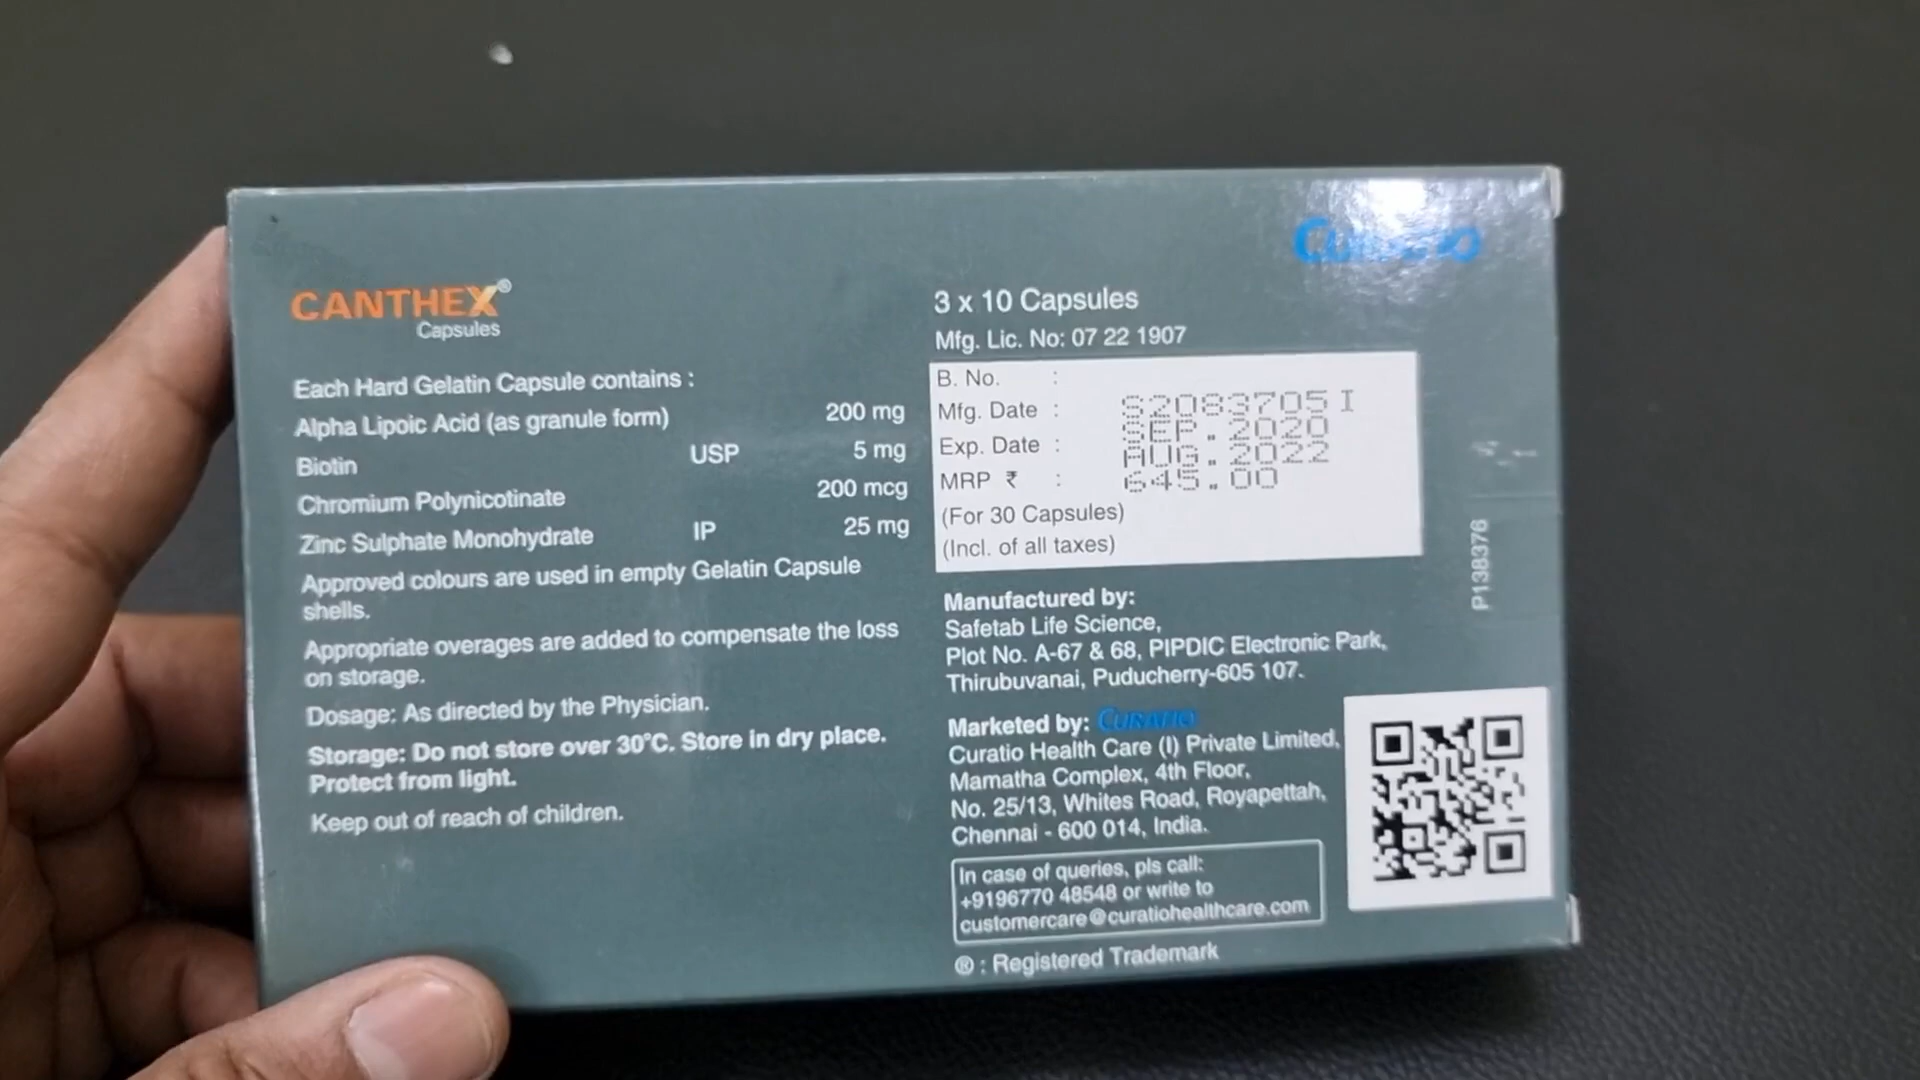 CANTHEX®
Capsules
Each Hard Gelatin Capsule contains :
Alpha Lipoic Acid (as granule form) 200 mg
Biotin USP 5 mg
Chromium Polynicotinate 200 mcg
Zinc Sulphate Monohydrate IP 25 mg
Approved colours are used in empty Gelatin Capsule
shells.
Appropriate overages are added to compensate the loss
on storage.
Dosage: As directed by the Physician.
Storage: Do not store over 30°C. Store in dry place.
Protect from light.
Keep out of reach of children.
CURATIO
3 x 10 Capsules
Mfg. Lic. No: 07 22 1907
B. No. : S2083705 I
Mfg. Date : SEP. 2020
Exp. Date : AUG. 2022
MRP ₹ : 645.00
(For 30 Capsules)
(Incl. of all taxes)
P138376
Manufactured by:
Safetab Life Science,
Plot No. A-67 & 68, PIPDIC Electronic Park,
Thirubuvanai, Puducherry-605 107.
Marketed by: CURATIO
Curatio Health Care (I) Private Limited,
Mamatha Complex, 4th Floor,
No. 25/13, Whites Road, Royapettah,
Chennai - 600 014, India.
In case of queries, pls call:
+9196770 48548 or write to
customercare@curatiohealthcare.com
® : Registered Trademark